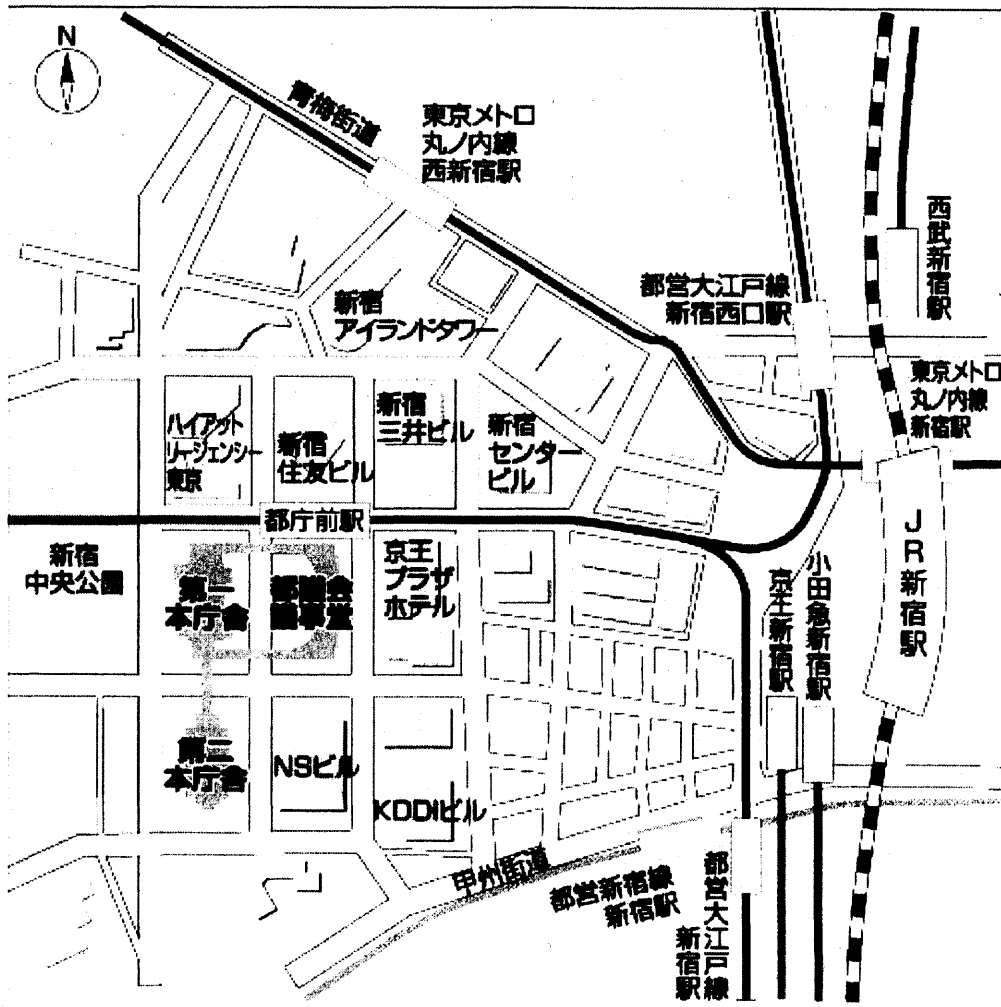 N
青梅街道
東京メトロ
丸ノ内線
西新宿駅
西武新宿駅
都営大江戸線
新宿西口駅
新宿
アイランドタワー
東京メトロ
丸ノ内線
新宿駅
ハイアット
リージェンシー
東京
新宿
住友ビル
新宿
三井ビル
新宿
センター
ビル
都庁前駅
JR新宿駅
新宿
中央公園
第一
本庁舎
都議会
議事堂
京王
プラザ
ホテル
京王新宿駅
小田急新宿駅
第二
本庁舎
NSビル
KDDIビル
甲州街道
都営新宿線
新宿駅
都営大江戸線
新宿駅